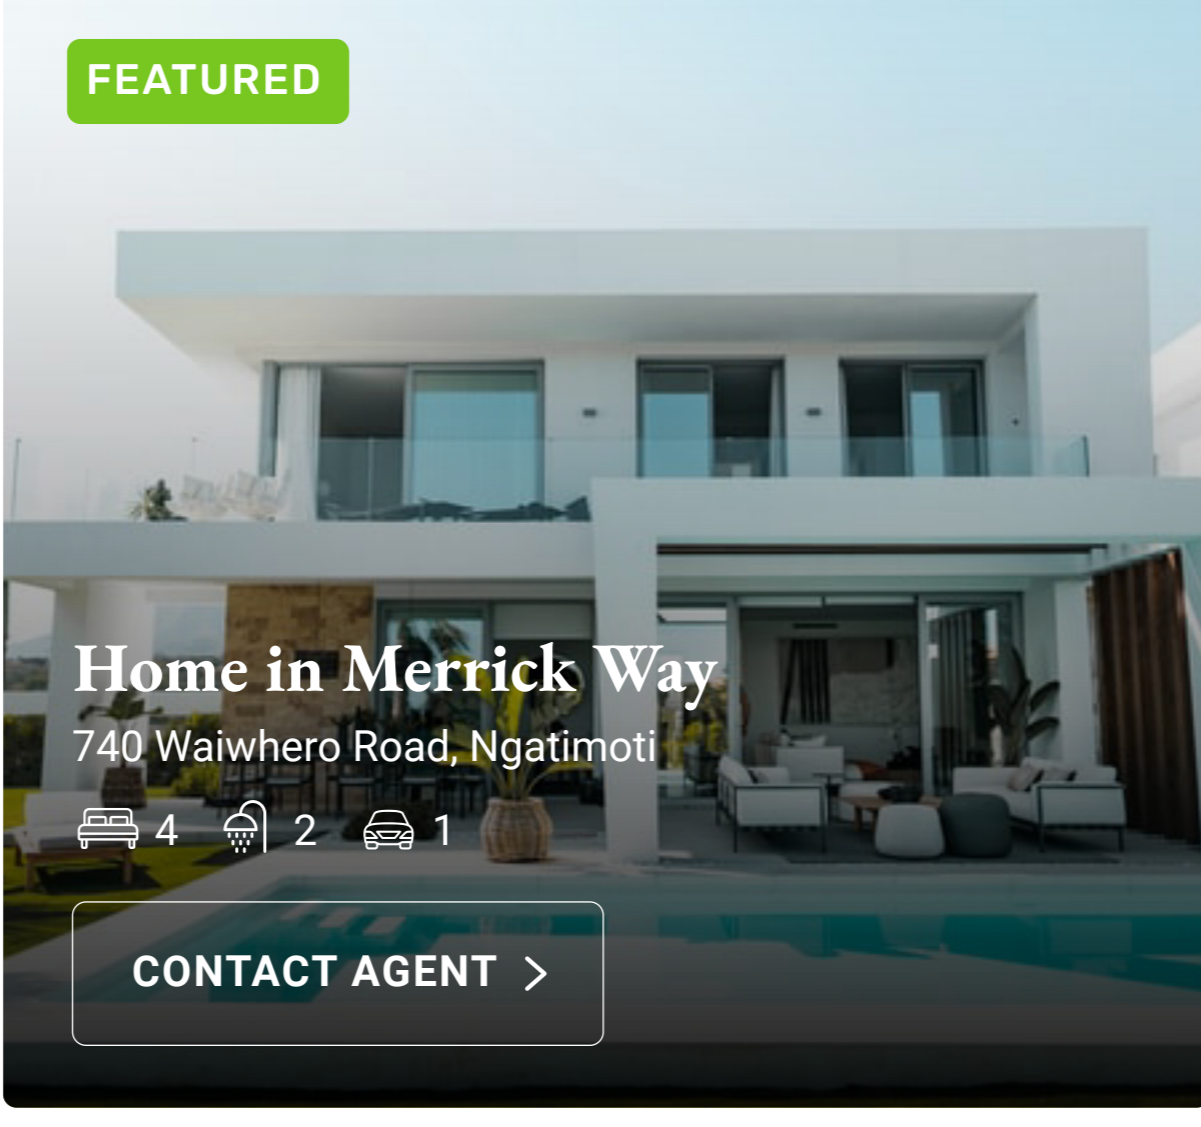 FEATURED
Home in Merrick Way
740 Waiwhero Road, Ngatimoti
4 2 1
CONTACT AGENT